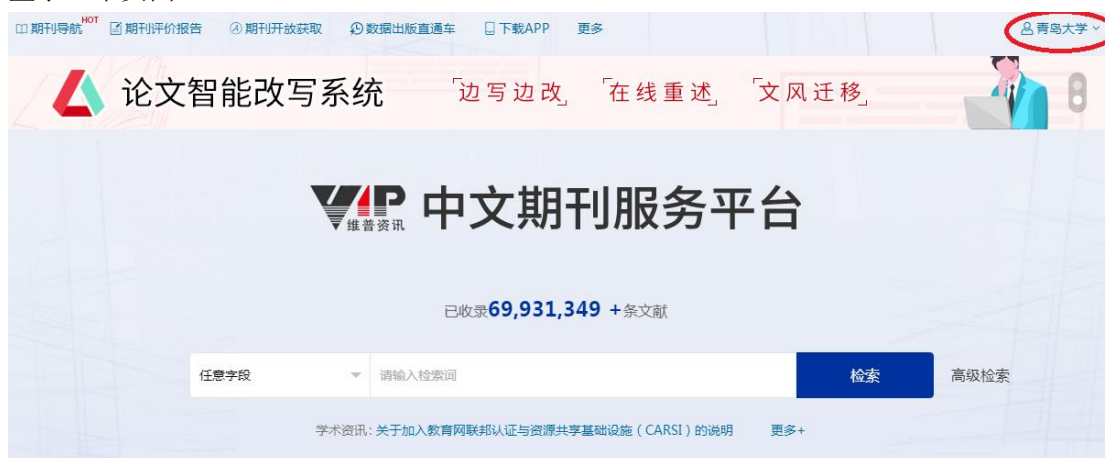 期刊导航HOT 期刊评价报告 期刊开放获取 数据出版直通车 下载APP 更多 青岛大学
论文智能改写系统 「边写边改」 「在线重述」 「文风迁移」
VIP 维普资讯 中文期刊服务平台
已收录69,931,349 +条文献
任意字段 请输入检索词 检索 高级检索
学术资讯: 关于加入教育网联邦认证与资源共享基础设施(CARSI)的说明 更多+